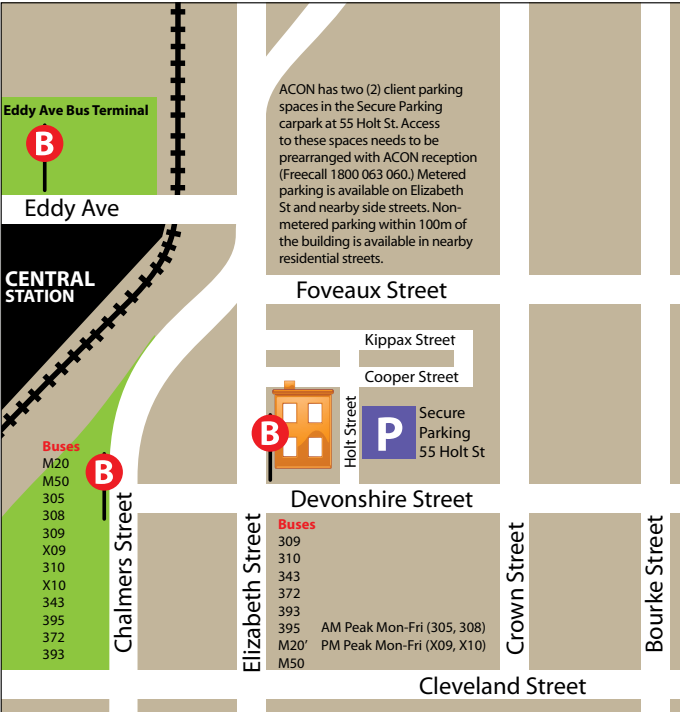 Eddy Ave Bus Terminal
B
Eddy Ave
CENTRAL
STATION
ACON has two (2) client parking
spaces in the Secure Parking
carpark at 55 Holt St. Access
to these spaces needs to be
prearranged with ACON reception
(Freecall 1800 063 060.) Metered
parking is available on Elizabeth
St and nearby side streets. Non-
metered parking within 100m of
the building is available in nearby
residential streets.
Foveaux Street
Kippax Street
Cooper Street
Holt Street
B
P
Secure
Parking
55 Holt St
Devonshire Street
Buses
M20
M50
305
308
309
X09
310
X10
343
395
372
393
B
Chalmers Street
Elizabeth Street
Buses
309
310
343
372
393
395 AM Peak Mon-Fri (305, 308)
M20' PM Peak Mon-Fri (X09, X10)
M50
Crown Street
Bourke Street
Cleveland Street